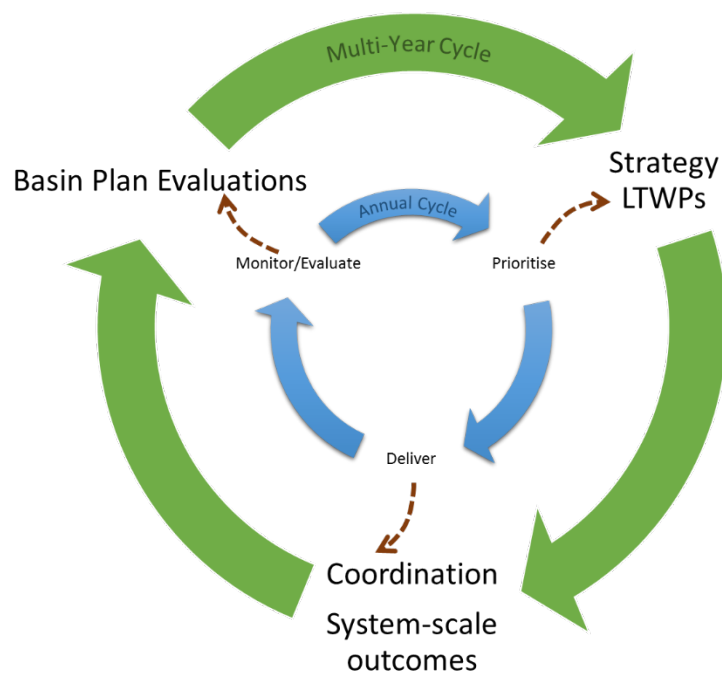 Multi-Year Cycle
Basin Plan Evaluations
Strategy
LTWPs
Annual Cycle
Monitor/Evaluate
Prioritise
Deliver
Coordination
System-scale
outcomes